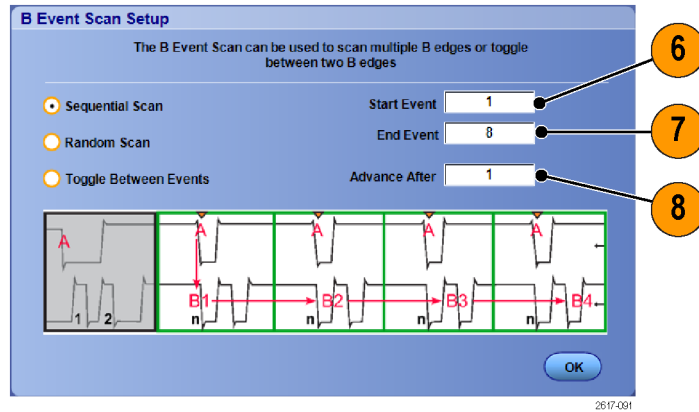 B Event Scan Setup
The B Event Scan can be used to scan multiple B edges or toggle
between two B edges
Sequential Scan
Random Scan
Toggle Between Events
Start Event 1
End Event 8
Advance After 1
6
7
8
A A A A A
B1 B2 B3 B4
1 2 n n n n
OK
2617-091